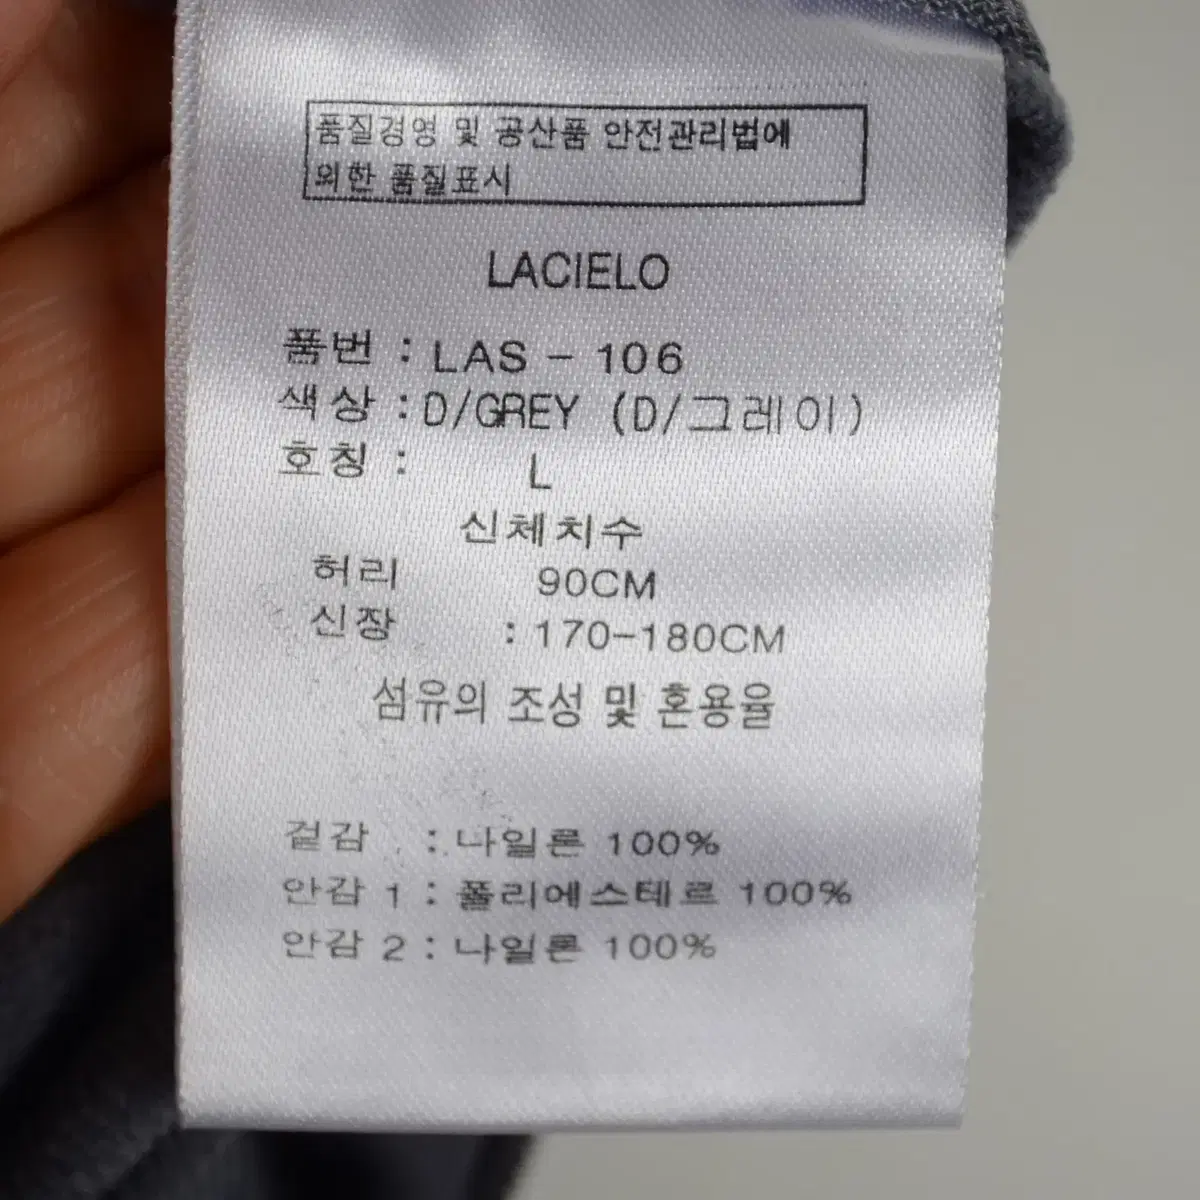 품질경영 및 공산품 안전관리법에
의한 품질표시
LACIELO
품번 : LAS - 106
색상 : D/GREY (D/그레이)
호칭 : L
신체치수
허리 90CM
신장 : 170-180CM
섬유의 조성 및 혼용율
겉감 : 나일론 100%
안감 1 : 폴리에스테르 100%
안감 2 : 나일론 100%